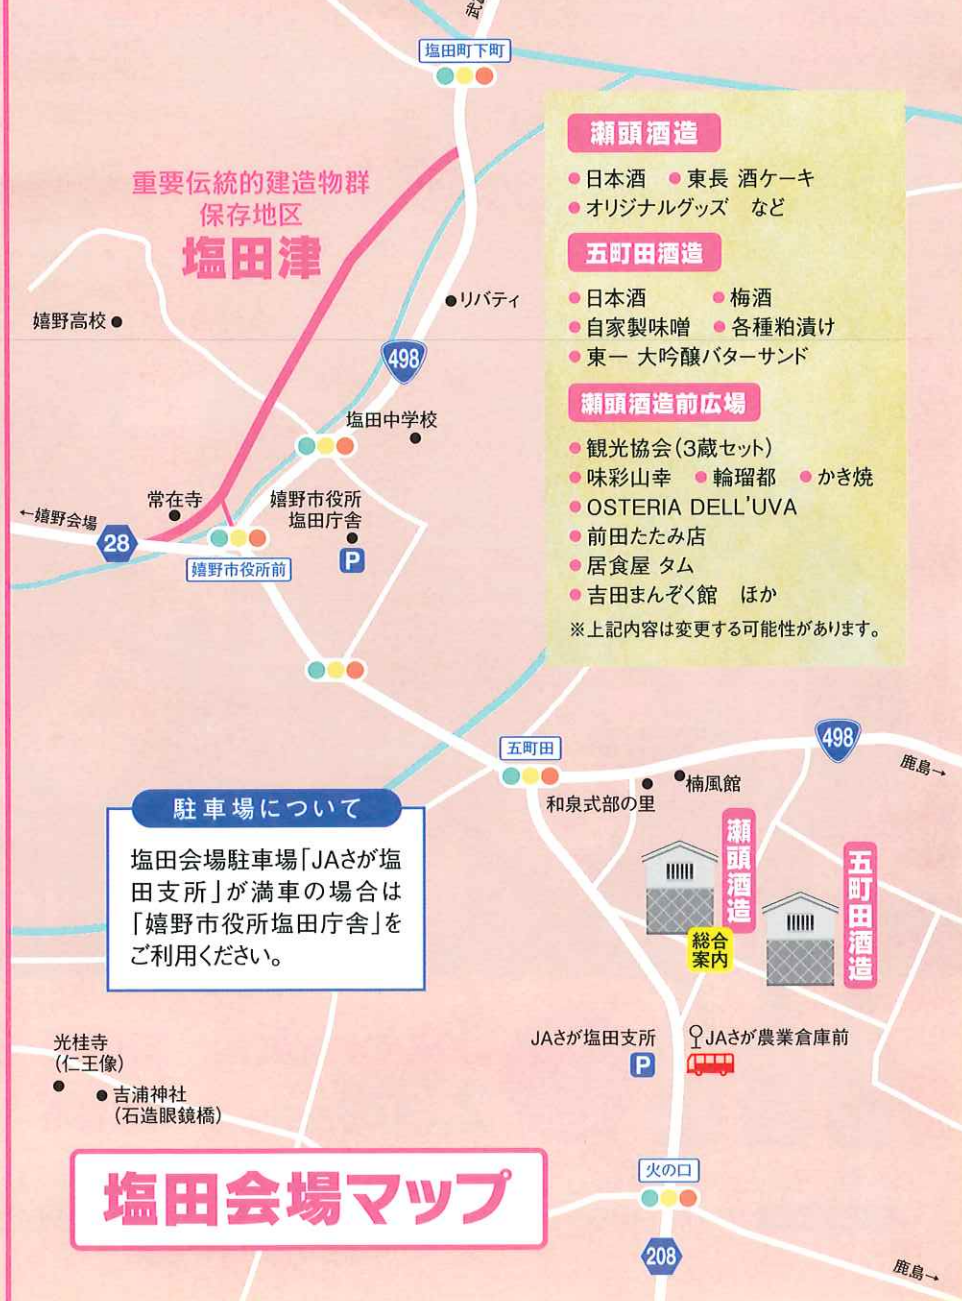 塩田町下町
重要伝統的建造物群
保存地区
塩田津
瀬頭酒造
●日本酒 ●東長 酒ケーキ
●オリジナルグッズ など
五町田酒造
●日本酒 ●梅酒
●自家製味噌 ●各種粕漬け
●東一 大吟醸バターサンド
瀬頭酒造前広場
●観光協会(3蔵セット)
●味彩山幸 ●輪瑠都 ●かき焼
●OSTERIA DELL'UVA
●前田たたみ店
●居食屋 タム
●吉田まんぞく館 ほか
※上記内容は変更する可能性があります。
リバティ
嬉野高校
498
塩田中学校
常在寺
嬉野市役所
塩田庁舎
P
←嬉野会場
28
嬉野市役所前
五町田
498
鹿島→
和泉式部の里
楠風館
駐車場について
塩田会場駐車場「JAさが塩
田支所」が満車の場合は
「嬉野市役所塩田庁舎」を
ご利用ください。
瀬頭酒造
総合
案内
五町田酒造
JAさが塩田支所
P
JAさが農業倉庫前
光桂寺
(仁王像)
吉浦神社
(石造眼鏡橋)
塩田会場マップ
火の口
208
鹿島→